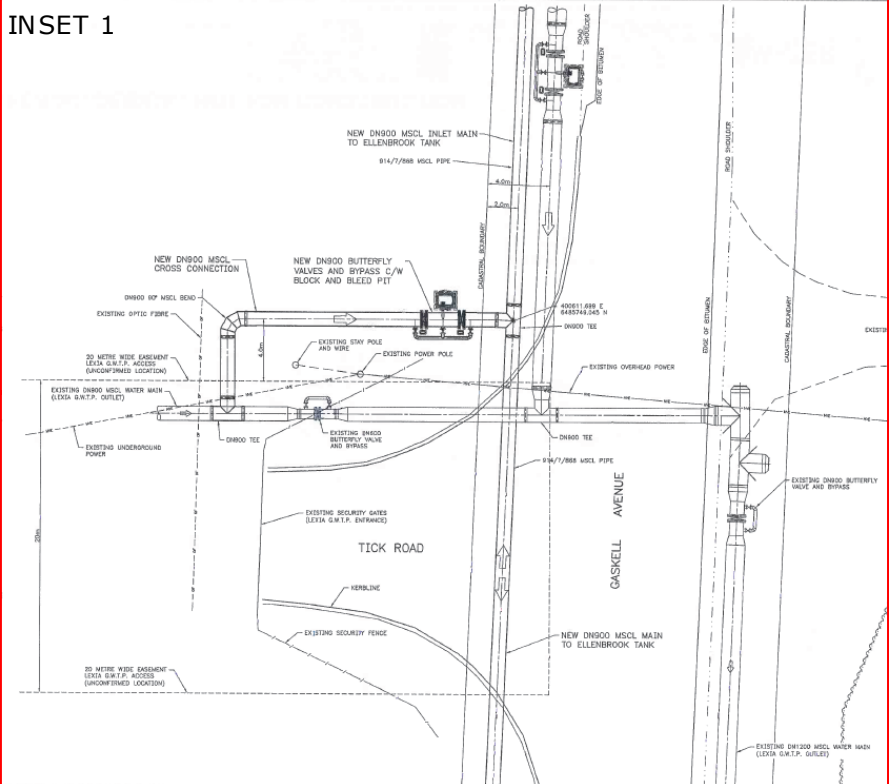 INSET 1
ROAD
SHOULDER
EDGE OF BITUMEN
NEW DN900 MSCL INLET MAIN
TO ELLENBROOK TANK
914/7/868 MSCL PIPE
ROAD SHOULDER
4.0m
2.0m
CADASTRAL BOUNDARY
NEW DN900 MSCL
CROSS CONNECTION
NEW DN900 BUTTERFLY
VALVES AND BYPASS C/W
BLOCK AND BLEED PIT
DN900 90° MSCL BEND
EXISTING OPTIC FIBRE
4.0m
400611.699 E
6485749.045 N
DN900 TEE
EDGE OF BITUMEN
CADASTRAL BOUNDARY
EXISTI
EXISTING STAY POLE
AND WIRE
EXISTING POWER POLE
20 METRE WIDE EASEMENT
LEXIA G.W.T.P. ACCESS
(UNCONFIRMED LOCATION)
EXISTING OVERHEAD POWER
EXISTING DN900 MSCL WATER MAIN
(LEXIA G.W.T.P. OUTLET)
EXISTING UNDERGROUND
POWER
DN900 TEE
EXISTING DN600
BUTTERFLY VALVE
AND BYPASS
DN900 TEE
914/7/868 MSCL PIPE
EXISTING DN900 BUTTERFLY
VALVE AND BYPASS
20m
EXISTING SECURITY GATES
(LEXIA G.W.T.P. ENTRANCE)
TICK ROAD
GASKELL AVENUE
KERBLINE
EXISTING SECURITY FENCE
NEW DN900 MSCL MAIN
TO ELLENBROOK TANK
20 METRE WIDE EASEMENT
LEXIA G.W.T.P. ACCESS
(UNCONFIRMED LOCATION)
EXISTING DN1200 MSCL WATER MAIN
(LEXIA G.W.T.P. OUTLET)